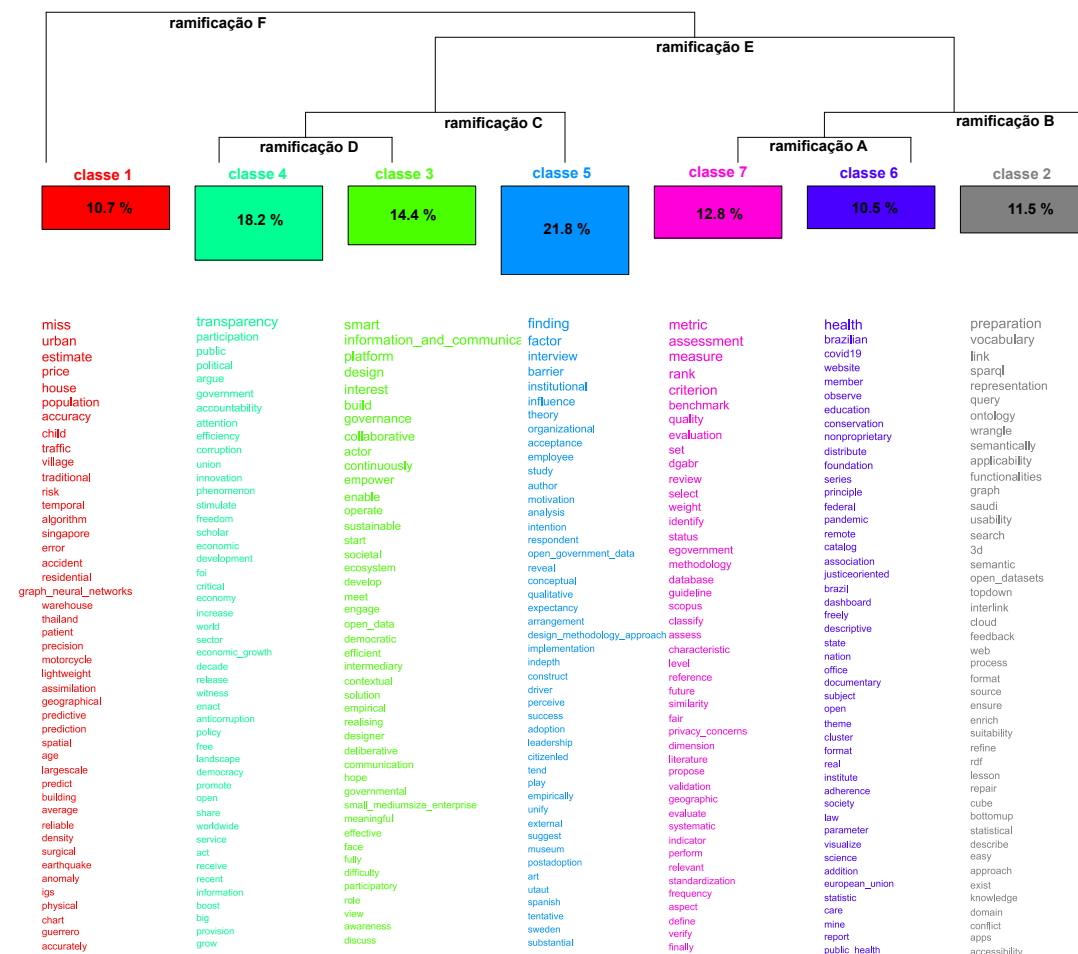 ramificação F
ramificação E
ramificação C
ramificação B
ramificação D
ramificação A
classe 1
classe 4
classe 3
classe 5
classe 7
classe 6
classe 2
10.7 %
18.2 %
14.4 %
21.8 %
12.8 %
10.5 %
11.5 %
miss
urban
estimate
price
house
population
accuracy
child
traffic
village
traditional
risk
temporal
algorithm
singapore
error
accident
residential
graph_neural_networks
warehouse
thailand
patient
precision
motorcycle
lightweight
assimilation
geographical
predictive
prediction
spatial
age
largescale
predict
building
average
reliable
density
surgical
earthquake
anomaly
igs
physical
chart
guerrero
accurately
transparency
participation
public
political
argue
government
accountability
attention
efficiency
corruption
union
innovation
phenomenon
stimulate
freedom
scholar
economic
development
foi
critical
economy
increase
world
sector
economic_growth
decade
release
witness
enact
anticorruption
policy
free
landscape
democracy
promote
open
share
worldwide
service
act
receive
recent
information
boost
big
provision
grow
smart
information_and_communica
platform
design
interest
build
governance
collaborative
actor
continuously
empower
enable
operate
sustainable
start
societal
ecosystem
develop
meet
engage
open_data
democratic
efficient
intermediary
contextual
solution
empirical
realising
designer
deliberative
communication
hope
governmental
small_mediumsize_enterprise
meaningful
effective
face
fully
difficulty
participatory
role
view
awareness
discuss
finding
factor
interview
barrier
institutional
influence
theory
organizational
acceptance
employee
study
author
motivation
analysis
intention
respondent
open_government_data
reveal
conceptual
qualitative
expectancy
arrangement
design_methodology_approach
implementation
indepth
construct
driver
perceive
success
adoption
leadership
citizenled
tend
play
empirically
unify
external
suggest
museum
postadoption
art
utaut
spanish
tentative
sweden
substantial
metric
assessment
measure
rank
criterion
benchmark
quality
evaluation
set
dgabr
review
select
weight
identify
status
egovernment
methodology
database
guideline
scopus
classify
assess
characteristic
level
reference
future
similarity
fair
privacy_concerns
dimension
literature
propose
validation
geographic
evaluate
systematic
indicator
perform
relevant
standardization
frequency
aspect
define
verify
finally
health
brazilian
covid19
website
member
observe
education
conservation
nonproprietary
distribute
foundation
series
principle
federal
pandemic
remote
catalog
association
justiceoriented
brazil
dashboard
freely
descriptive
state
nation
office
documentary
subject
open
theme
cluster
format
real
institute
adherence
society
law
parameter
visualize
science
addition
european_union
statistic
care
mine
report
public_health
preparation
vocabulary
link
sparql
representation
query
ontology
wrangle
semantically
applicability
functionalities
graph
saudi
usability
search
3d
semantic
open_datasets
topdown
interlink
cloud
feedback
web
process
format
source
ensure
enrich
suitability
refine
rdf
lesson
repair
cube
bottomup
statistical
describe
easy
approach
exist
knowledge
domain
conflict
apps
accessibility